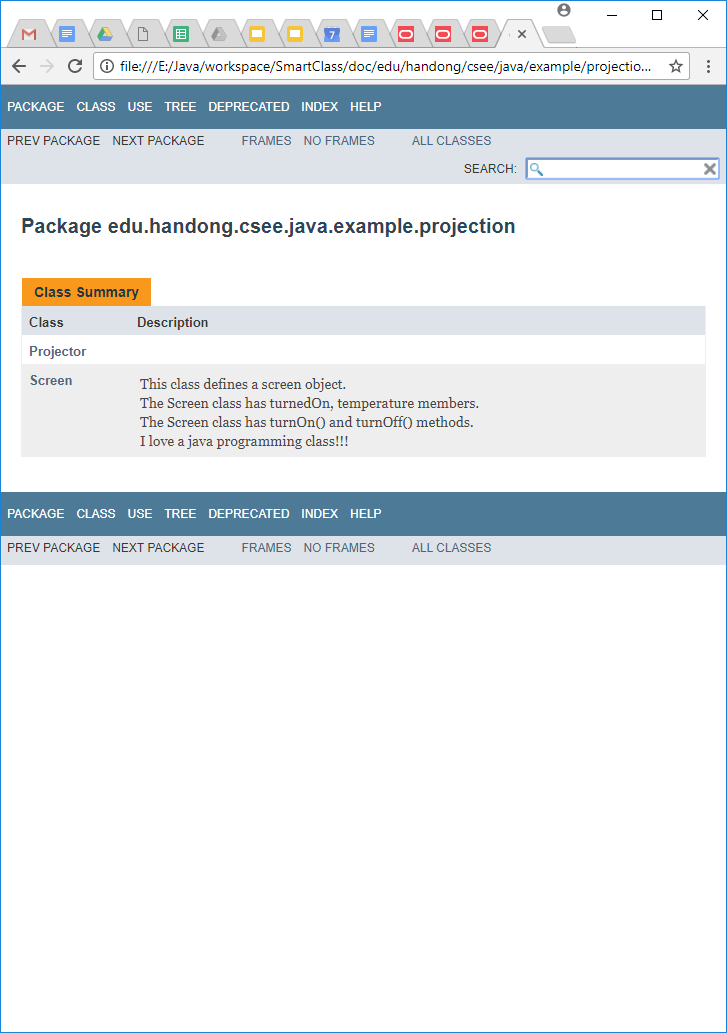 7
file:///E:/Java/workspace/SmartClass/doc/edu/handong/csee/java/example/projectio...
PACKAGE CLASS USE TREE DEPRECATED INDEX HELP
PREV PACKAGE NEXT PACKAGE FRAMES NO FRAMES ALL CLASSES
SEARCH:
Package edu.handong.csee.java.example.projection
Class Summary
Class Description
Projector
Screen This class defines a screen object.
The Screen class has turnedOn, temperature members.
The Screen class has turnOn() and turnOff() methods.
I love a java programming class!!!
PACKAGE CLASS USE TREE DEPRECATED INDEX HELP
PREV PACKAGE NEXT PACKAGE FRAMES NO FRAMES ALL CLASSES